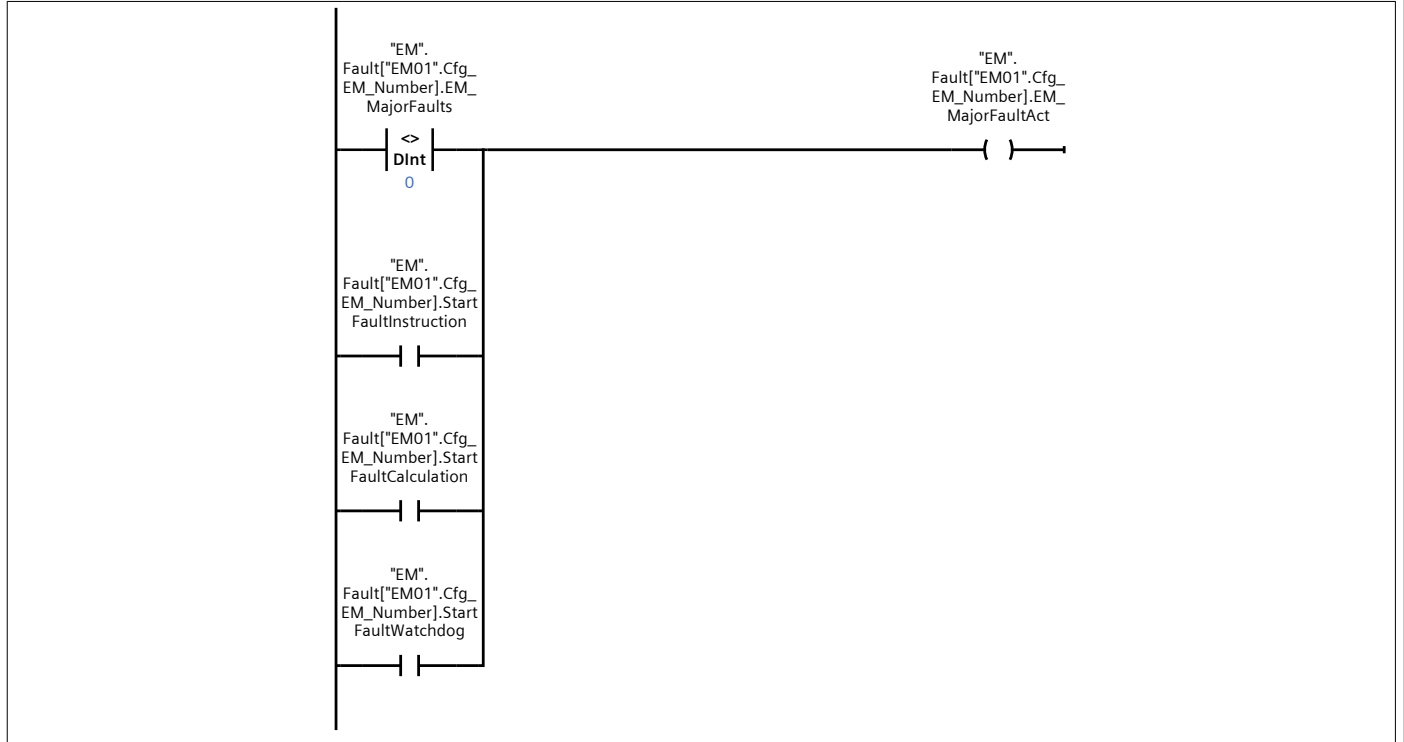 "EM".
Fault["EM01".Cfg_
EM_Number].EM_
MajorFaults
<>
DInt
0
"EM".
Fault["EM01".Cfg_
EM_Number].EM_
MajorFaultAct
"EM".
Fault["EM01".Cfg_
EM_Number].Start
FaultInstruction
"EM".
Fault["EM01".Cfg_
EM_Number].Start
FaultCalculation
"EM".
Fault["EM01".Cfg_
EM_Number].Start
FaultWatchdog